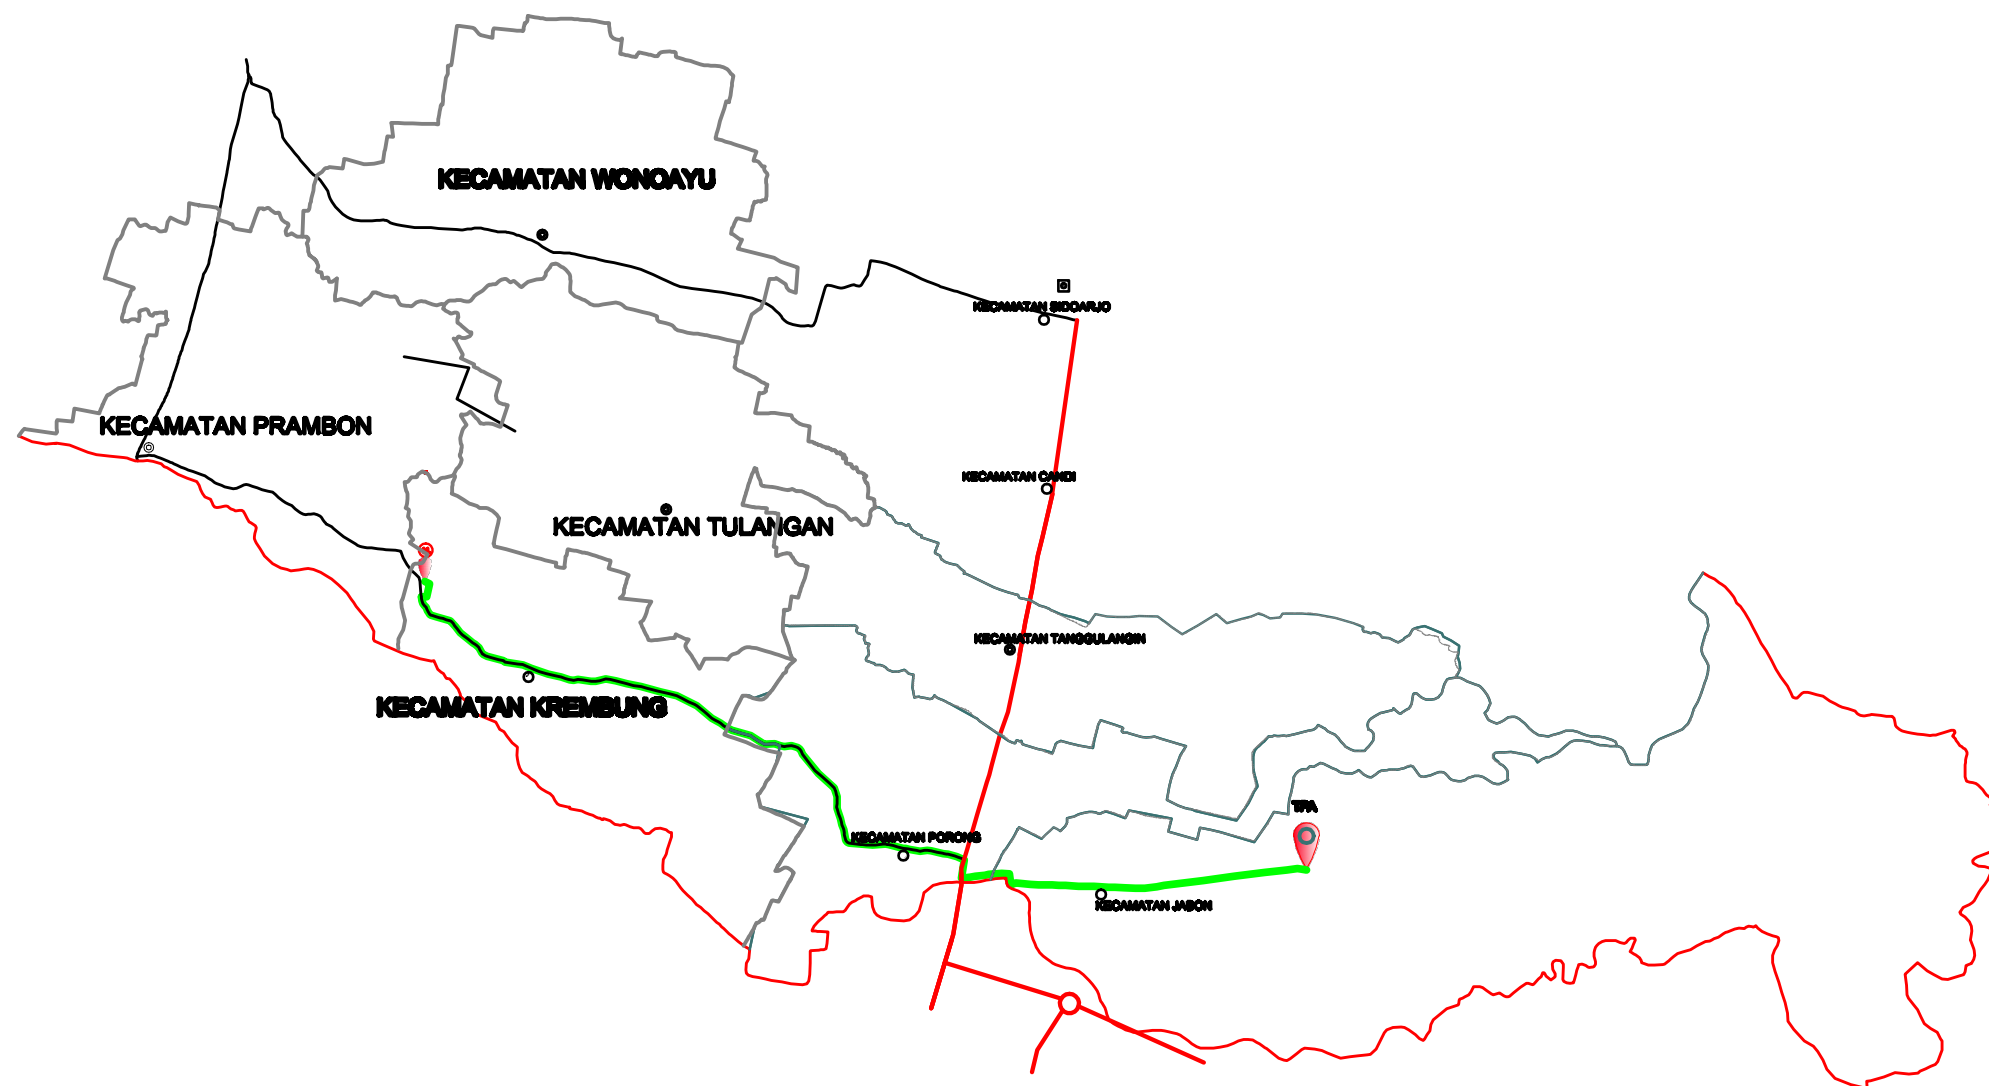 KECAMATAN WONOAYU
KECAMATAN SIDOARJO
KECAMATAN PRAMBON
KECAMATAN CANDI
KECAMATAN TULANGAN
KECAMATAN TANGGULANGIN
KECAMATAN KREMBUNG
TPA
KECAMATAN PORONG
KECAMATAN JABON